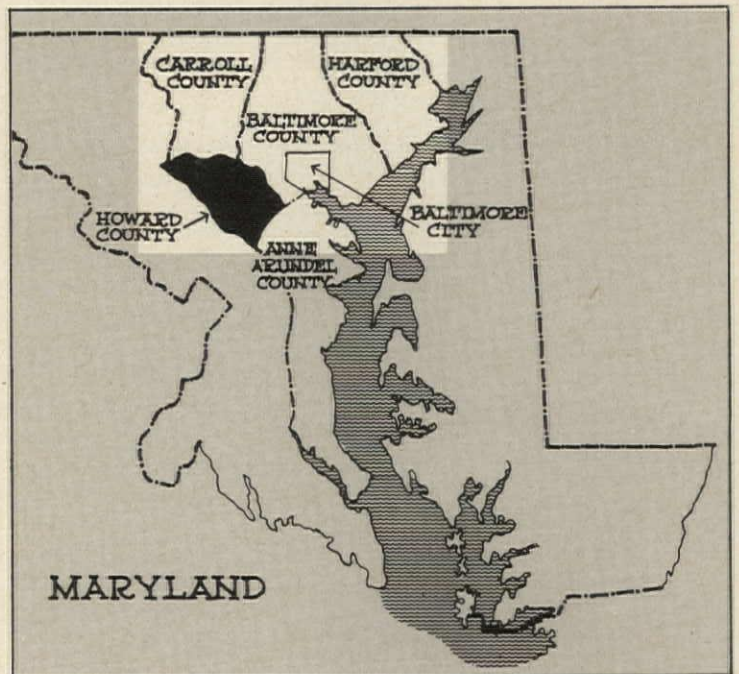 CARROLL
COUNTY
HARFORD
COUNTY
BALTIMORE
COUNTY
HOWARD
COUNTY
BALTIMORE
CITY
ANNE
ARUNDEL
COUNTY
MARYLAND